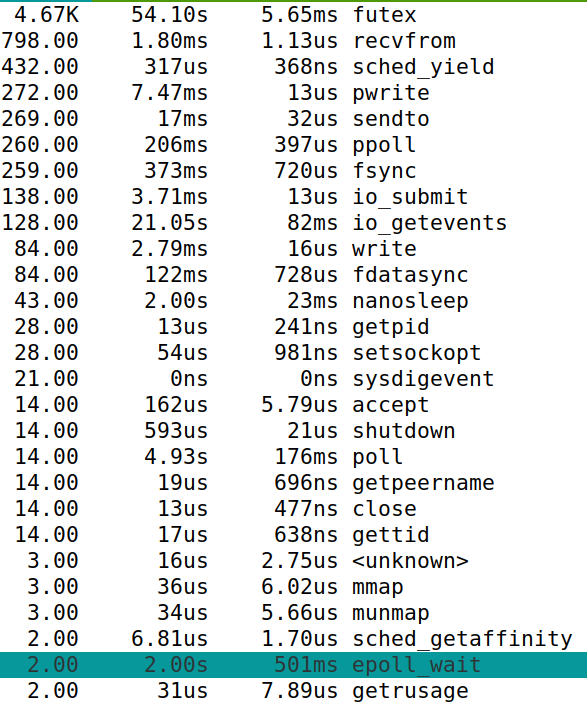 4.67K 54.10s 5.65ms futex
798.00 1.80ms 1.13us recvfrom
432.00 317us 368ns sched_yield
272.00 7.47ms 13us pwrite
269.00 17ms 32us sendto
260.00 206ms 397us ppoll
259.00 373ms 720us fsync
138.00 3.71ms 13us io_submit
128.00 21.05s 82ms io_getevents
84.00 2.79ms 16us write
84.00 122ms 728us fdatasync
43.00 2.00s 23ms nanosleep
28.00 13us 241ns getpid
28.00 54us 981ns setsockopt
21.00 0ns 0ns sysdigevent
14.00 162us 5.79us accept
14.00 593us 21us shutdown
14.00 4.93s 176ms poll
14.00 19us 696ns getpeername
14.00 13us 477ns close
14.00 17us 638ns gettid
3.00 16us 2.75us <unknown>
3.00 36us 6.02us mmap
3.00 34us 5.66us munmap
2.00 6.81us 1.70us sched_getaffinity
2.00 2.00s 501ms epoll_wait
2.00 31us 7.89us getrusage